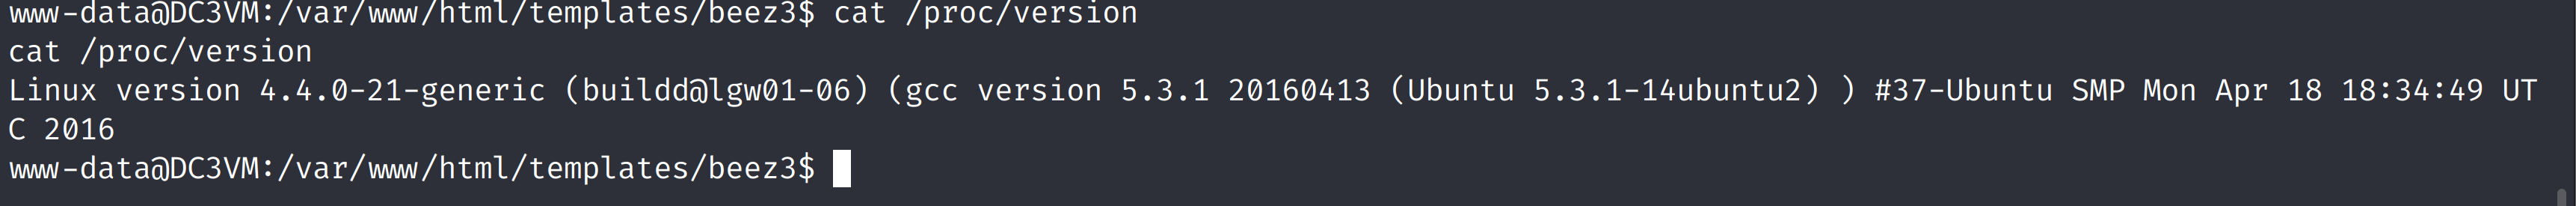 www-data@DC3VM:/var/www/html/templates/beez3$ cat /proc/version
cat /proc/version
Linux version 4.4.0-21-generic (buildd@lgw01-06) (gcc version 5.3.1 20160413 (Ubuntu 5.3.1-14ubuntu2) ) #37-Ubuntu SMP Mon Apr 18 18:34:49 UT
C 2016
www-data@DC3VM:/var/www/html/templates/beez3$